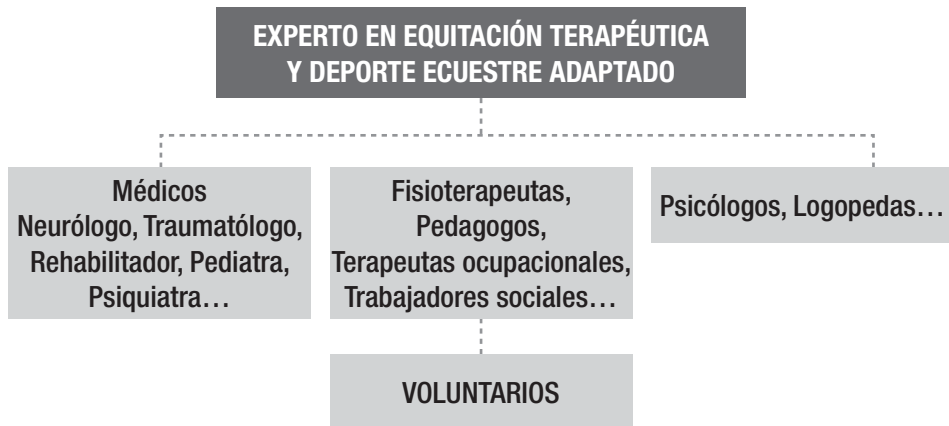 EXPERTO EN EQUITACIÓN TERAPÉUTICA
Y DEPORTE ECUESTRE ADAPTADO
Médicos
Neurólogo, Traumatólogo,
Rehabilitador, Pediatra,
Psiquiatra…
Fisioterapeutas,
Pedagogos,
Terapeutas ocupacionales,
Trabajadores sociales…
Psicólogos, Logopedas…
VOLUNTARIOS